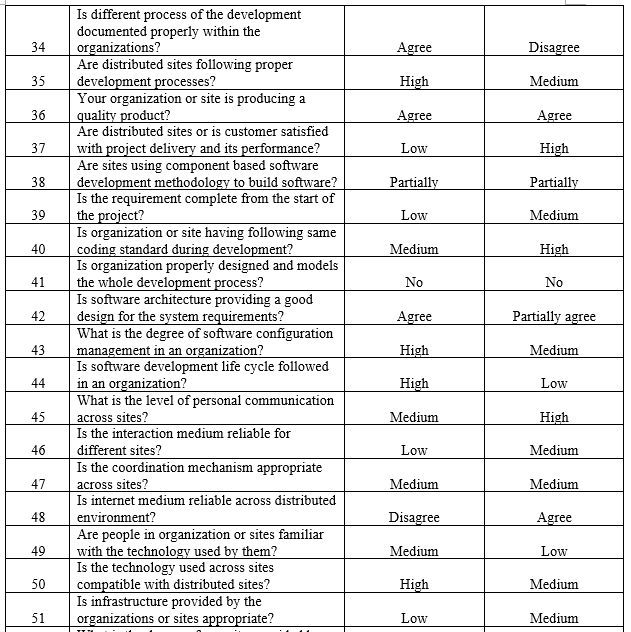 Is different process of the development
documented properly within the
34 organizations? Agree Disagree
Are distributed sites following proper
35 development processes? High Medium
Your organization or site is producing a
36 quality product? Agree Agree
Are distributed sites or is customer satisfied
37 with project delivery and its performance? Low High
Are sites using component based software
38 development methodology to build software? Partially Partially
Is the requirement complete from the start of
39 the project? Low Medium
Is organization or site having following same
40 coding standard during development? Medium High
Is organization properly designed and models
41 the whole development process? No No
Is software architecture providing a good
42 design for the system requirements? Agree Partially agree
What is the degree of software configuration
43 management in an organization? High Medium
Is software development life cycle followed
44 in an organization? High Low
What is the level of personal communication
45 across sites? Medium High
Is the interaction medium reliable for
46 different sites? Low Medium
Is the coordination mechanism appropriate
47 across sites? Medium Medium
Is internet medium reliable across distributed
48 environment? Disagree Agree
Are people in organization or sites familiar
49 with the technology used by them? Medium Low
Is the technology used across sites
50 compatible with distributed sites? High Medium
Is infrastructure provided by the
51 organizations or sites appropriate? Low Medium